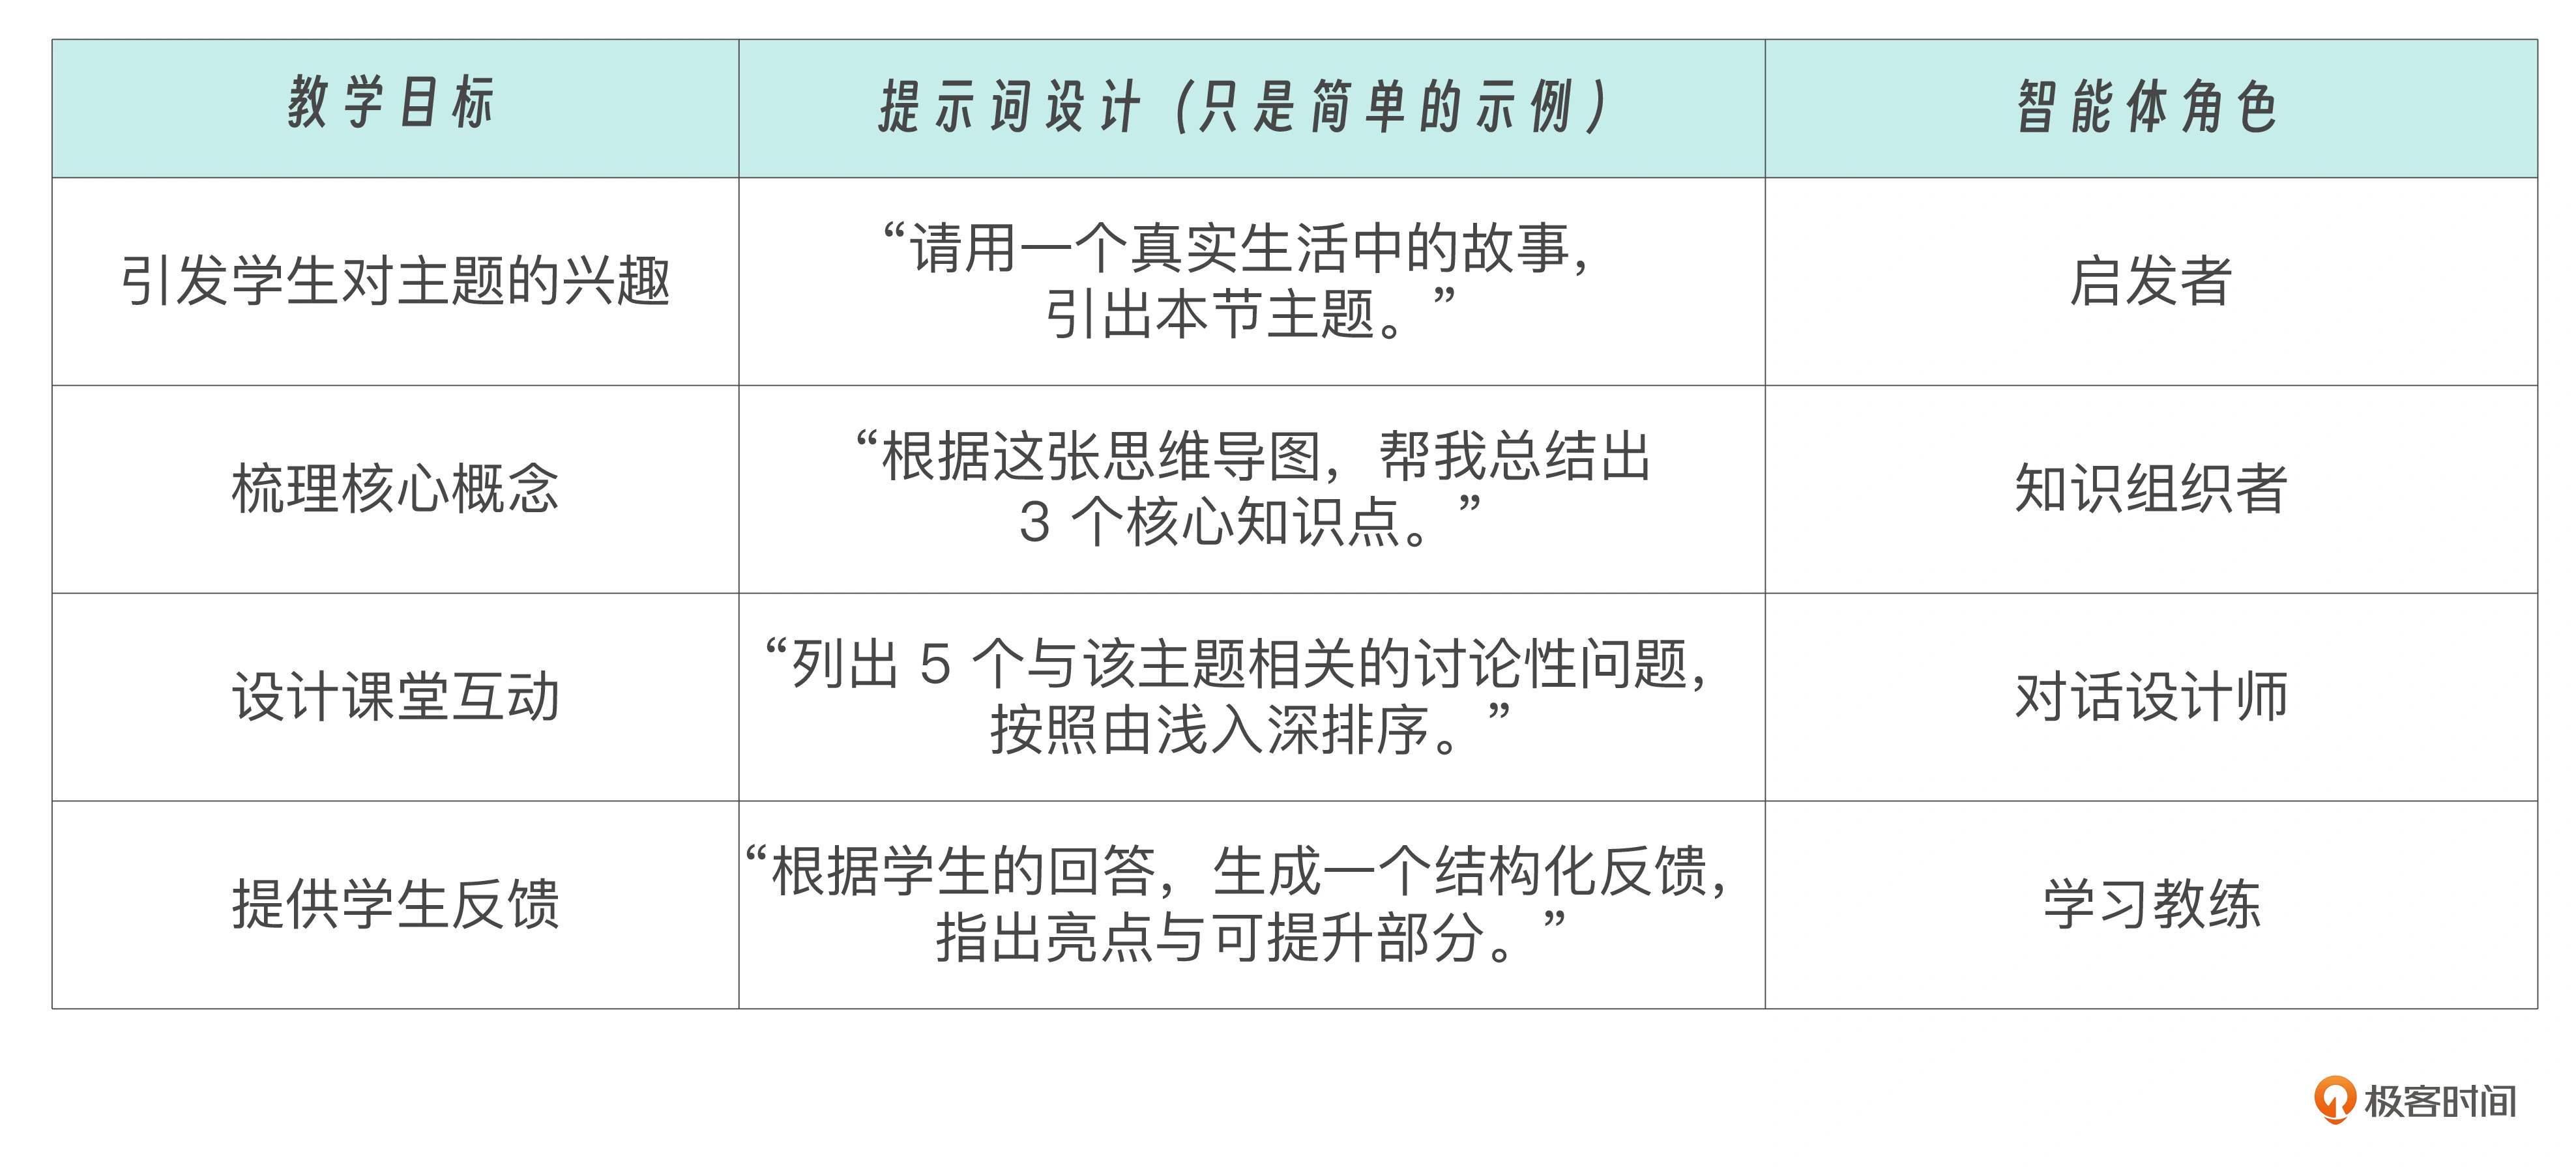 教学目标
提示词设计（只是简单的示例）
智能体角色
引发学生对主题的兴趣
“请用一个真实生活中的故事，
引出本节主题。”
启发者
梳理核心概念
“根据这张思维导图，帮我总结出
3 个核心知识点。”
知识组织者
设计课堂互动
“列出 5 个与该主题相关的讨论性问题，
按照由浅入深排序。”
对话设计师
提供学生反馈
“根据学生的回答，生成一个结构化反馈，
指出亮点与可提升部分。”
学习教练
极客时间